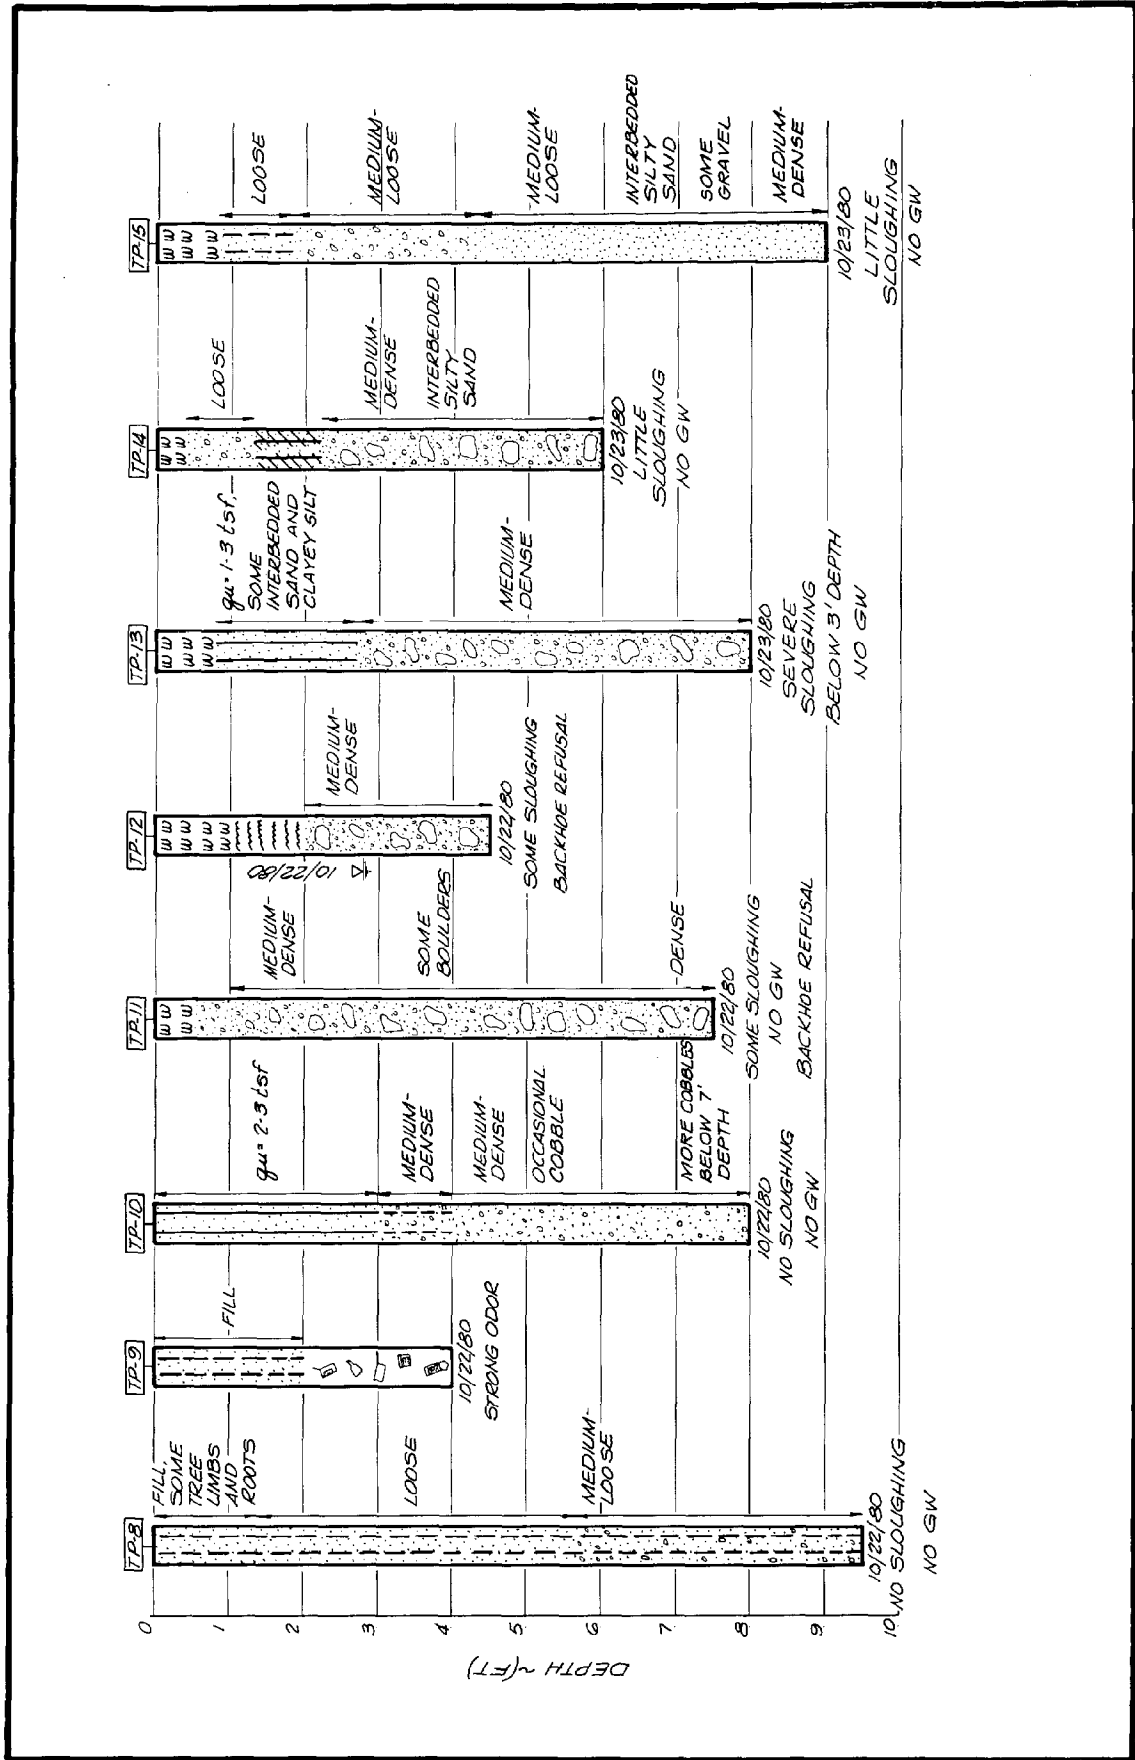 DEPTH ~(FT)
0
1
2
3
4
5
6
7
8
9
10
TP-8
FILL,
SOME
TREE
LIMBS
AND
ROOTS
LOOSE
MEDIUM-
LOOSE
10/22/80
NO SLOUGHING
NO GW
TP-9
FILL
10/22/80
STRONG ODOR
TP-10
qu= 2-3 tsf
MEDIUM-
DENSE
MEDIUM-
DENSE
OCCASIONAL
COBBLE
MORE COBBLES
BELOW 7'
DEPTH
10/22/80
NO SLOUGHING
NO GW
TP-11
MEDIUM-
DENSE
SOME
BOULDERS
DENSE
10/22/80
SOME SLOUGHING
NO GW
BACKHOE REFUSAL
TP-12
10/22/80
MEDIUM-
DENSE
10/22/80
SOME SLOUGHING
BACKHOE REFUSAL
TP-13
qu= 1-3 tsf,
SOME
INTERBEDDED
SAND AND
CLAYEY SILT
MEDIUM-
DENSE
10/23/80
SEVERE
SLOUGHING
BELOW 3' DEPTH
NO GW
TP-14
LOOSE
MEDIUM-
DENSE
INTERBEDDED
SILTY
SAND
10/23/80
LITTLE
SLOUGHING
NO GW
TP-15
LOOSE
MEDIUM-
LOOSE
MEDIUM-
LOOSE
INTERBEDDED
SILTY
SAND
SOME
GRAVEL
MEDIUM-
DENSE
10/23/80
LITTLE
SLOUGHING
NO GW